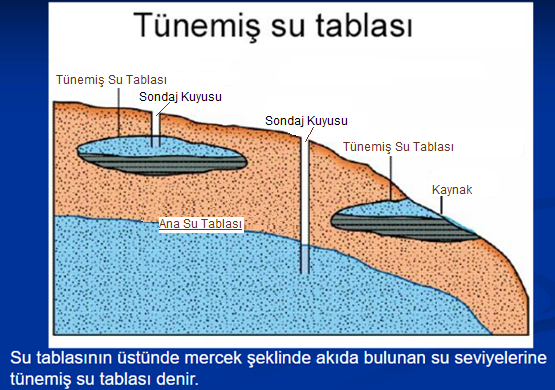 Tünemiş su tablası
Tünemiş Su Tablası
Sondaj Kuyusu
Sondaj Kuyusu
Tünemiş Su Tablası
Kaynak
Ana Su Tablası
Su tablasının üstünde mercek şeklinde akıda bulunan su seviyelerine
tünemiş su tablası denir.